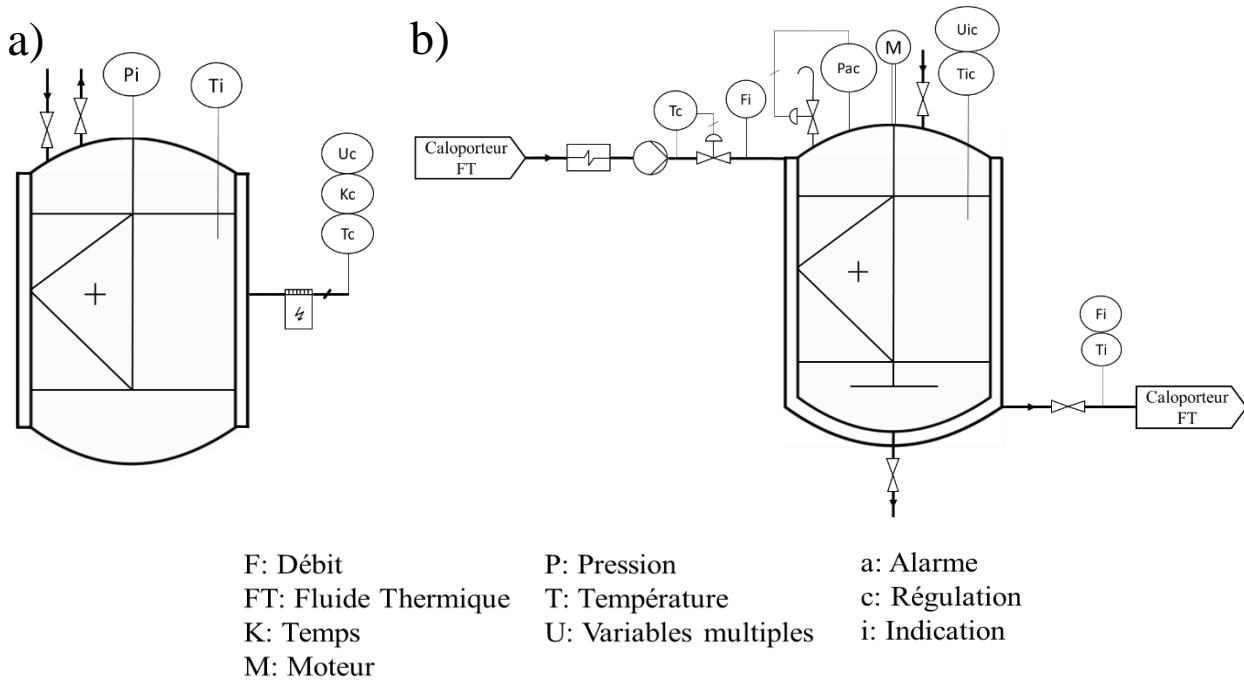 a)
Pi
Ti
Uc
Kc
Tc
b)
Caloporteur
FT
Tc
Fi
Pac
M
Uic
Tic
Fi
Ti
Caloporteur
FT
F: Débit
FT: Fluide Thermique
K: Temps
M: Moteur
P: Pression
T: Température
U: Variables multiples
a: Alarme
c: Régulation
i: Indication